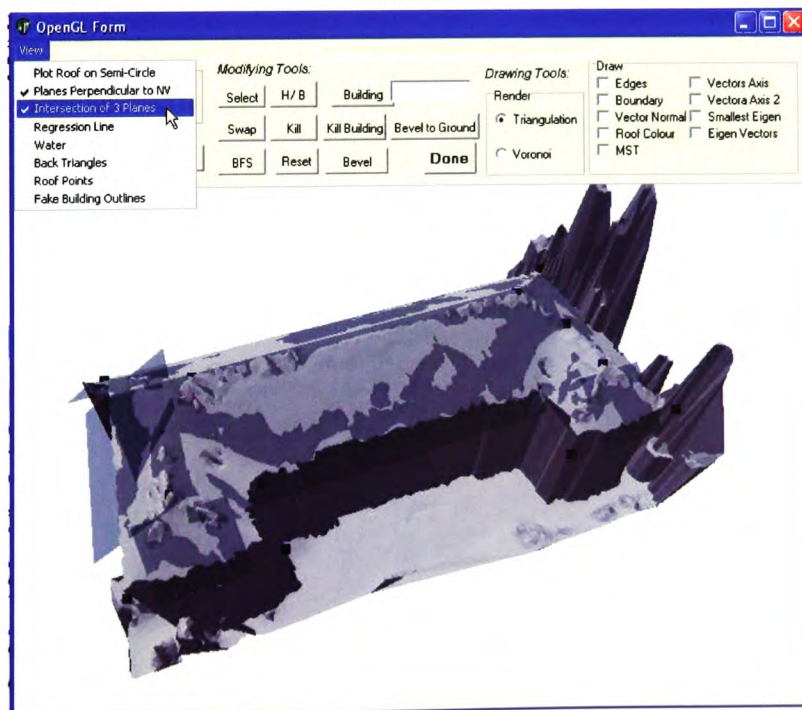 OpenGL Form
View
Plot Roof on Semi-Circle
Planes Perpendicular to NV
Intersection of 3 Planes
Regression Line
Water
Back Triangles
Roof Points
Fake Building Outlines
Modifying Tools:
Select H / B Building
Swap Kill Kill Building Bevel to Ground
BFS Reset Bevel Done
Drawing Tools:
Render
Triangulation
Voronoi
Draw
Edges Vectors Axis
Boundary Vectora Axis 2
Vector Normal Smallest Eigen
Roof Colour Eigen Vectors
MST